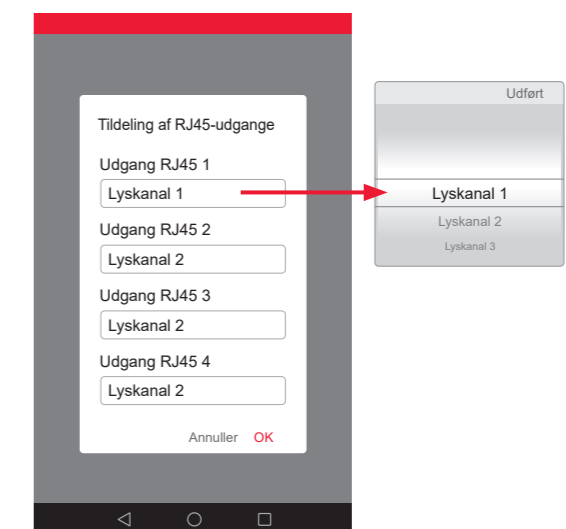 Tildeling af RJ45-udgange
Udgang RJ45 1
Lyskanal 1
Udgang RJ45 2
Lyskanal 2
Udgang RJ45 3
Lyskanal 2
Udgang RJ45 4
Lyskanal 2
Annuller OK
Udført
Lyskanal 1
Lyskanal 2
Lyskanal 3